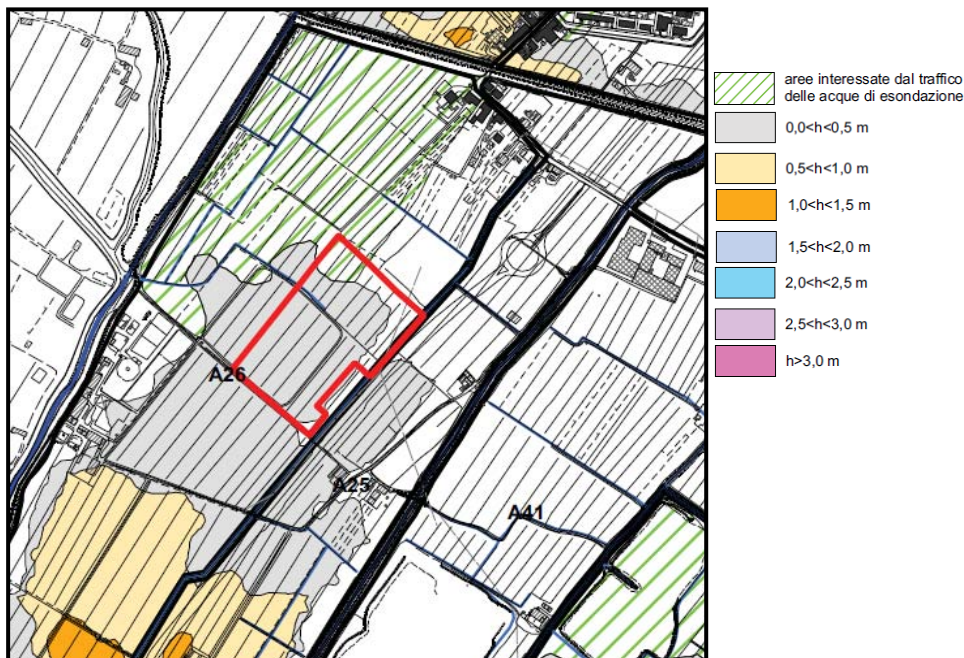 aree interessate dal traffico
delle acque di esondazione
0,0<h<0,5 m
0,5<h<1,0 m
1,0<h<1,5 m
1,5<h<2,0 m
2,0<h<2,5 m
2,5<h<3,0 m
h>3,0 m
A26
A25
A41